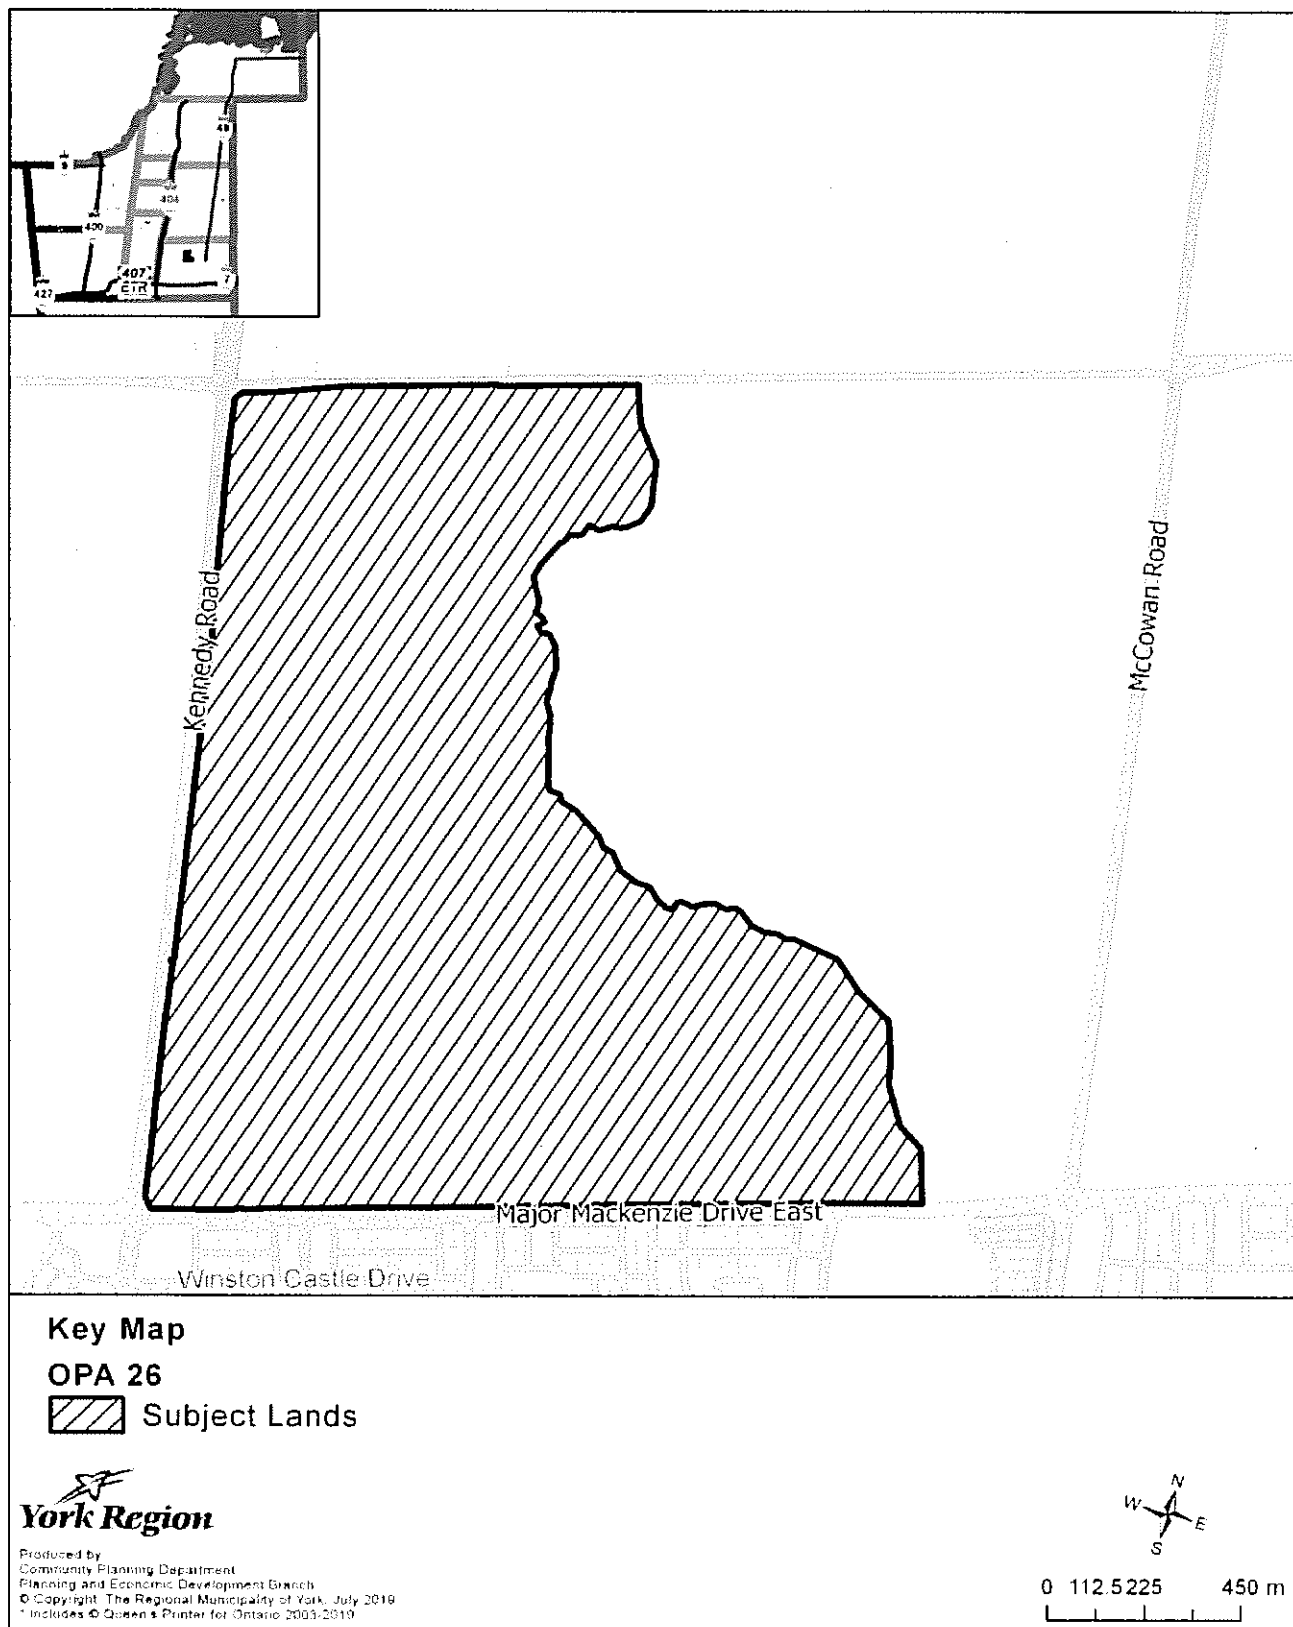 48
9
404
400
407
ETR
7
427
Kennedy Road
McCowan Road
Major Mackenzie Drive East
Winston Castle Drive
Key Map
OPA 26
Subject Lands
York Region
Produced by
Community Planning Department
Planning and Economic Development Branch
© Copyright, The Regional Municipality of York, July 2019
* Includes © Queen's Printer for Ontario 2003-2019
N
W
E
S
0 112.5 225 450 m